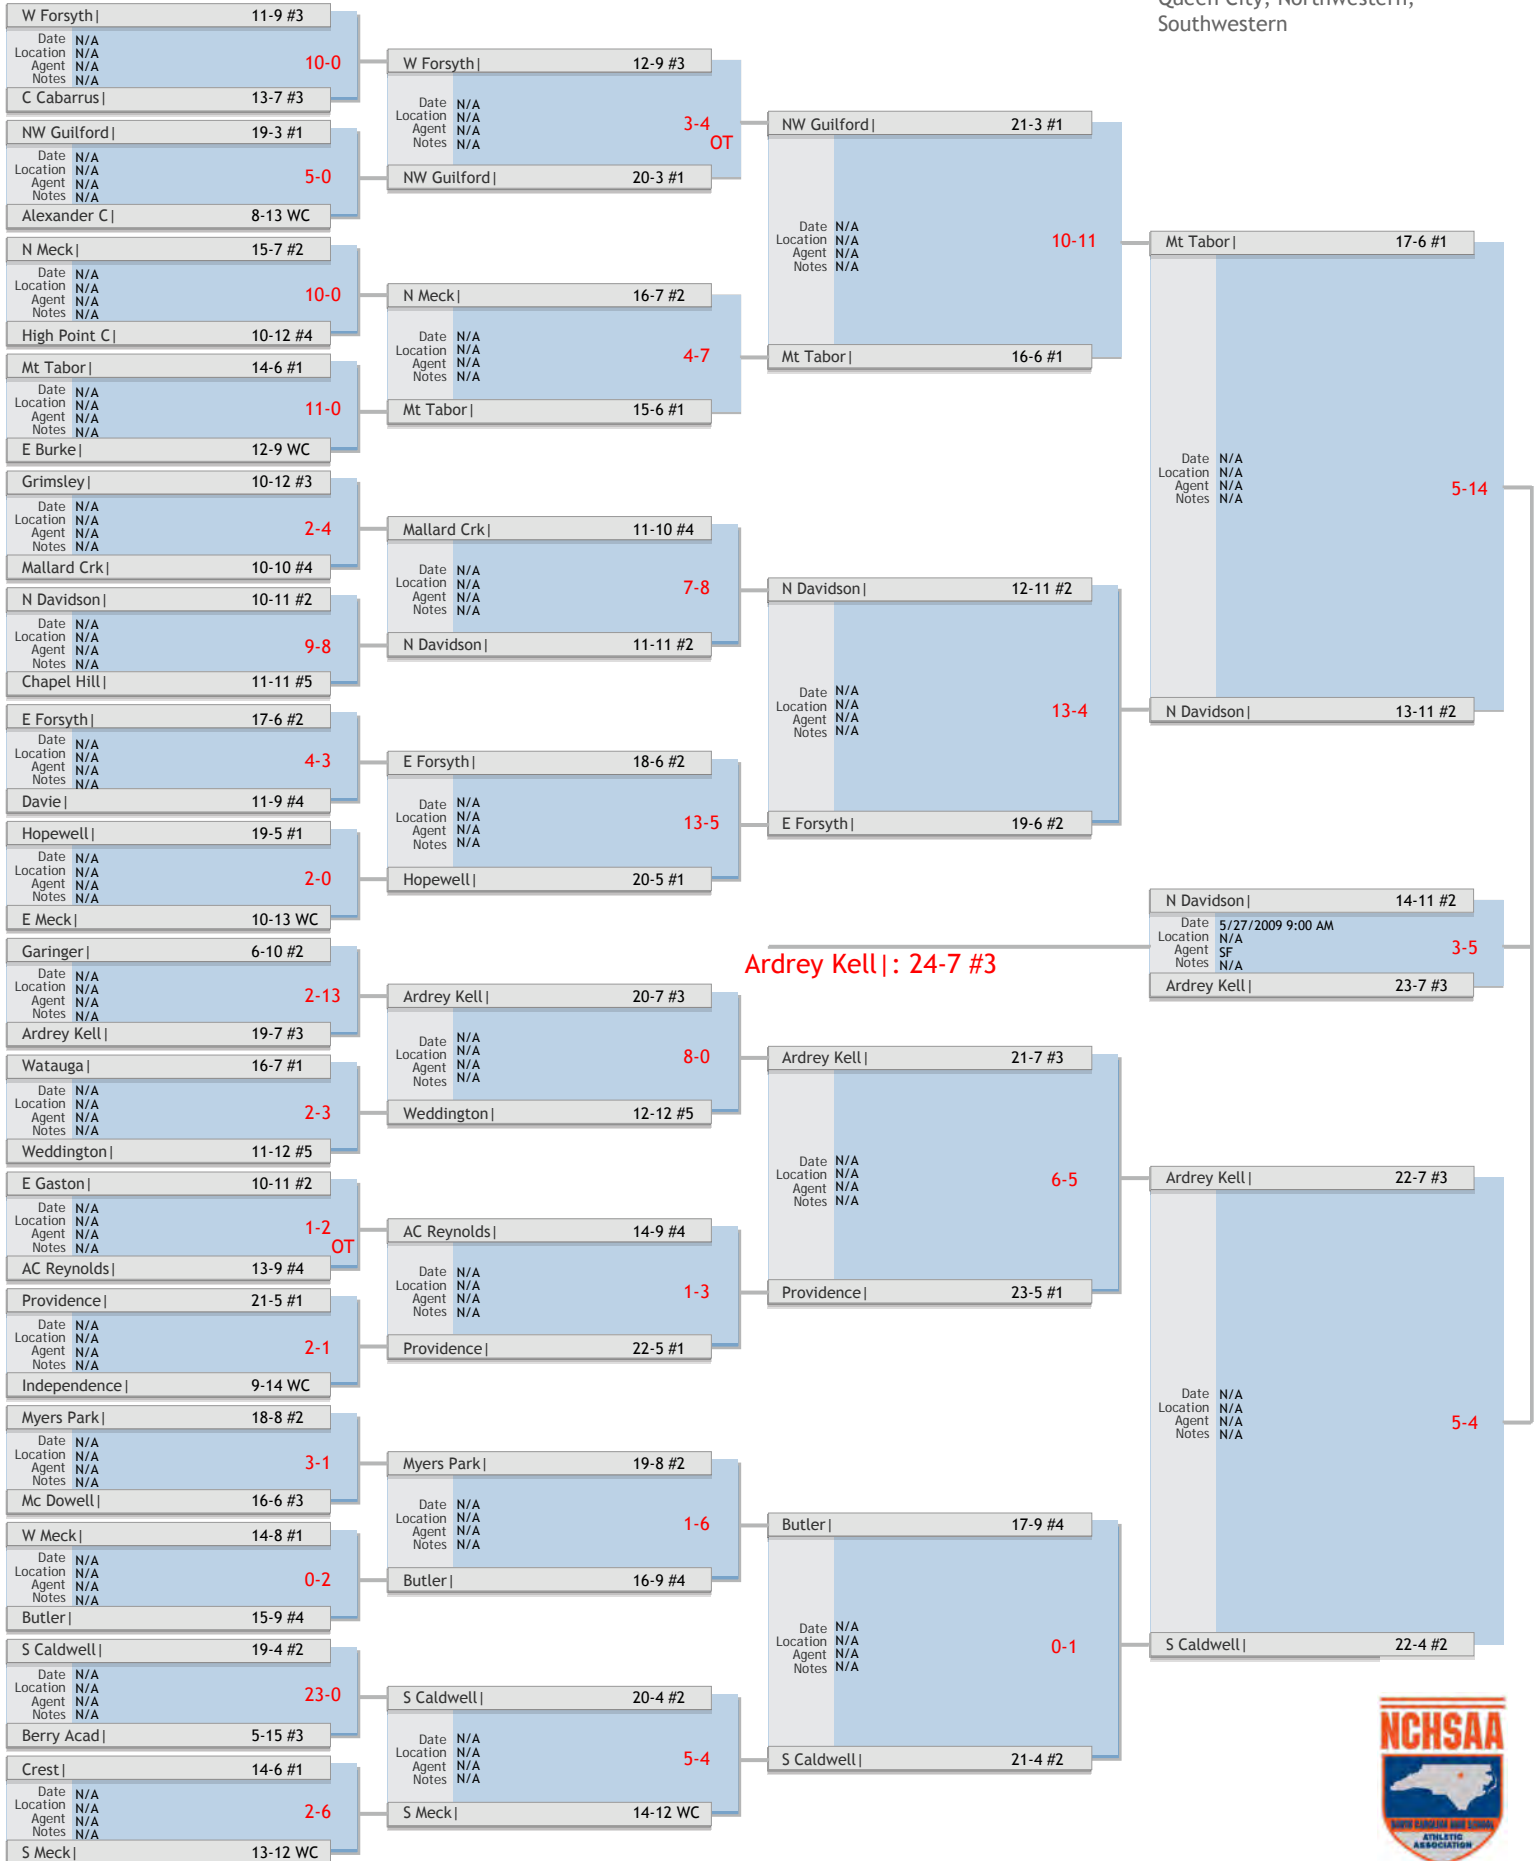 Queen City, Northwestern,
Southwestern
W Forsyth| 11-9 #3
Date N/A
Location N/A
Agent N/A
Notes N/A
10-0
C Cabarrus| 13-7 #3
NW Guilford| 19-3 #1
Date N/A
Location N/A
Agent N/A
Notes N/A
5-0
Alexander C| 8-13 WC
N Meck| 15-7 #2
Date N/A
Location N/A
Agent N/A
Notes N/A
10-0
High Point C| 10-12 #4
Mt Tabor| 14-6 #1
Date N/A
Location N/A
Agent N/A
Notes N/A
11-0
E Burke| 12-9 WC
Grimsley| 10-12 #3
Date N/A
Location N/A
Agent N/A
Notes N/A
2-4
Mallard Crk| 10-10 #4
N Davidson| 10-11 #2
Date N/A
Location N/A
Agent N/A
Notes N/A
9-8
Chapel Hill| 11-11 #5
E Forsyth| 17-6 #2
Date N/A
Location N/A
Agent N/A
Notes N/A
4-3
Davie| 11-9 #4
Hopewell| 19-5 #1
Date N/A
Location N/A
Agent N/A
Notes N/A
2-0
E Meck| 10-13 WC
Garinger| 6-10 #2
Date N/A
Location N/A
Agent N/A
Notes N/A
2-13
Ardrey Kell| 19-7 #3
Watauga| 16-7 #1
Date N/A
Location N/A
Agent N/A
Notes N/A
2-3
Weddington| 11-12 #5
E Gaston| 10-11 #2
Date N/A
Location N/A
Agent N/A
Notes N/A
1-2
OT
AC Reynolds| 13-9 #4
Providence| 21-5 #1
Date N/A
Location N/A
Agent N/A
Notes N/A
2-1
Independence| 9-14 WC
Myers Park| 18-8 #2
Date N/A
Location N/A
Agent N/A
Notes N/A
3-1
Mc Dowell| 16-6 #3
W Meck| 14-8 #1
Date N/A
Location N/A
Agent N/A
Notes N/A
0-2
Butler| 15-9 #4
S Caldwell| 19-4 #2
Date N/A
Location N/A
Agent N/A
Notes N/A
23-0
Berry Acad| 5-15 #3
Crest| 14-6 #1
Date N/A
Location N/A
Agent N/A
Notes N/A
2-6
S Meck| 13-12 WC
W Forsyth| 12-9 #3
Date N/A
Location N/A
Agent N/A
Notes N/A
3-4
OT
NW Guilford| 20-3 #1
N Meck| 16-7 #2
Date N/A
Location N/A
Agent N/A
Notes N/A
4-7
Mt Tabor| 15-6 #1
Mallard Crk| 11-10 #4
Date N/A
Location N/A
Agent N/A
Notes N/A
7-8
N Davidson| 11-11 #2
E Forsyth| 18-6 #2
Date N/A
Location N/A
Agent N/A
Notes N/A
13-5
Hopewell| 20-5 #1
Ardrey Kell| 20-7 #3
Date N/A
Location N/A
Agent N/A
Notes N/A
8-0
Weddington| 12-12 #5
AC Reynolds| 14-9 #4
Date N/A
Location N/A
Agent N/A
Notes N/A
1-3
Providence| 22-5 #1
Myers Park| 19-8 #2
Date N/A
Location N/A
Agent N/A
Notes N/A
1-6
Butler| 16-9 #4
S Caldwell| 20-4 #2
Date N/A
Location N/A
Agent N/A
Notes N/A
5-4
S Meck| 14-12 WC
NW Guilford| 21-3 #1
Date N/A
Location N/A
Agent N/A
Notes N/A
10-11
Mt Tabor| 16-6 #1
N Davidson| 12-11 #2
Date N/A
Location N/A
Agent N/A
Notes N/A
13-4
E Forsyth| 19-6 #2
Ardrey Kell|: 24-7 #3
Ardrey Kell| 21-7 #3
Date N/A
Location N/A
Agent N/A
Notes N/A
6-5
Providence| 23-5 #1
Butler| 17-9 #4
Date N/A
Location N/A
Agent N/A
Notes N/A
0-1
S Caldwell| 21-4 #2
Mt Tabor| 17-6 #1
Date N/A
Location N/A
Agent N/A
Notes N/A
5-14
N Davidson| 13-11 #2
N Davidson| 14-11 #2
Date 5/27/2009 9:00 AM
Location N/A
Agent SF
Notes N/A
3-5
Ardrey Kell| 23-7 #3
Ardrey Kell| 22-7 #3
Date N/A
Location N/A
Agent N/A
Notes N/A
5-4
S Caldwell| 22-4 #2
NCHSAA
NORTH CAROLINA HIGH SCHOOL
ATHLETIC
ASSOCIATION